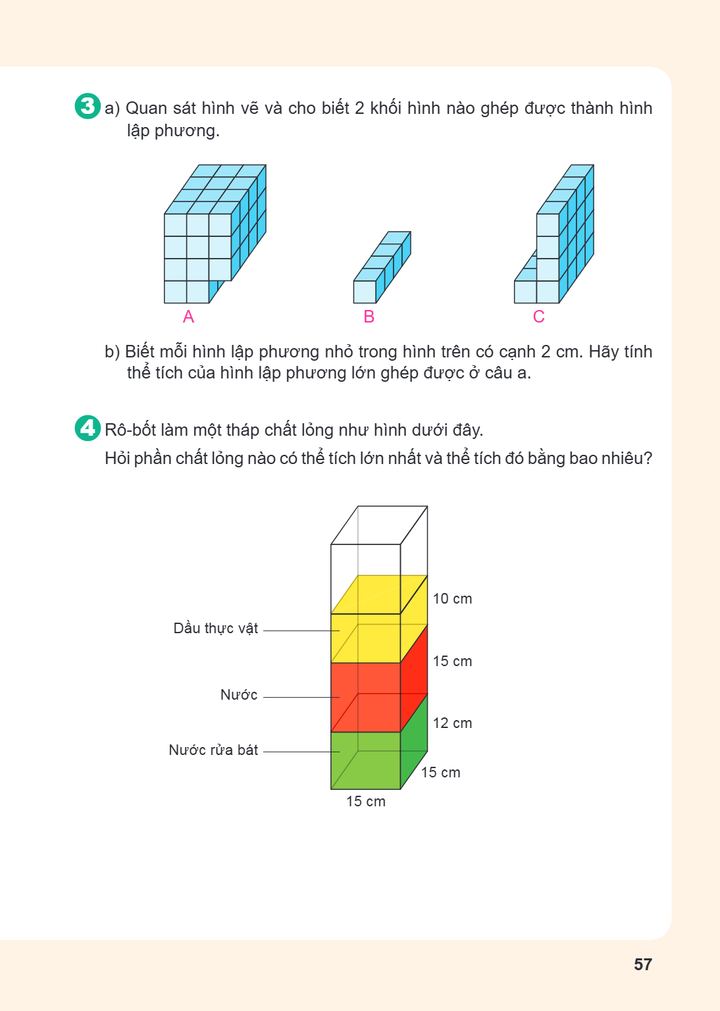 3 a) Quan sát hình vẽ và cho biết 2 khối hình nào ghép được thành hình
lập phương.
A
B
C
b) Biết mỗi hình lập phương nhỏ trong hình trên có cạnh 2 cm. Hãy tính
thể tích của hình lập phương lớn ghép được ở câu a.
4 Rô-bốt làm một tháp chất lỏng như hình dưới đây.
Hỏi phần chất lỏng nào có thể tích lớn nhất và thể tích đó bằng bao nhiêu?
10 cm
Dầu thực vật
15 cm
Nước
12 cm
Nước rửa bát
15 cm
15 cm
57